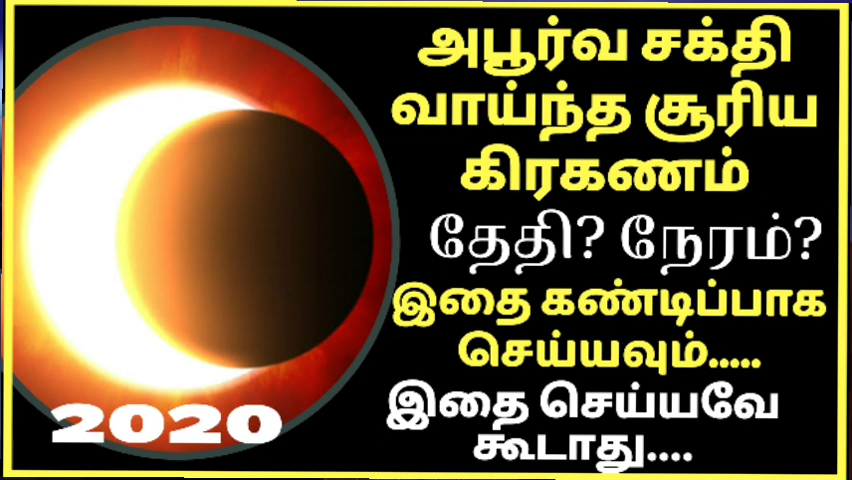 அபூர்வ சக்தி
வாய்ந்த சூரிய
கிரகணம்
தேதி? நேரம்?
இதை கண்டிப்பாக
செய்யவும்.....
இதை செய்யவே
கூடாது....
2020